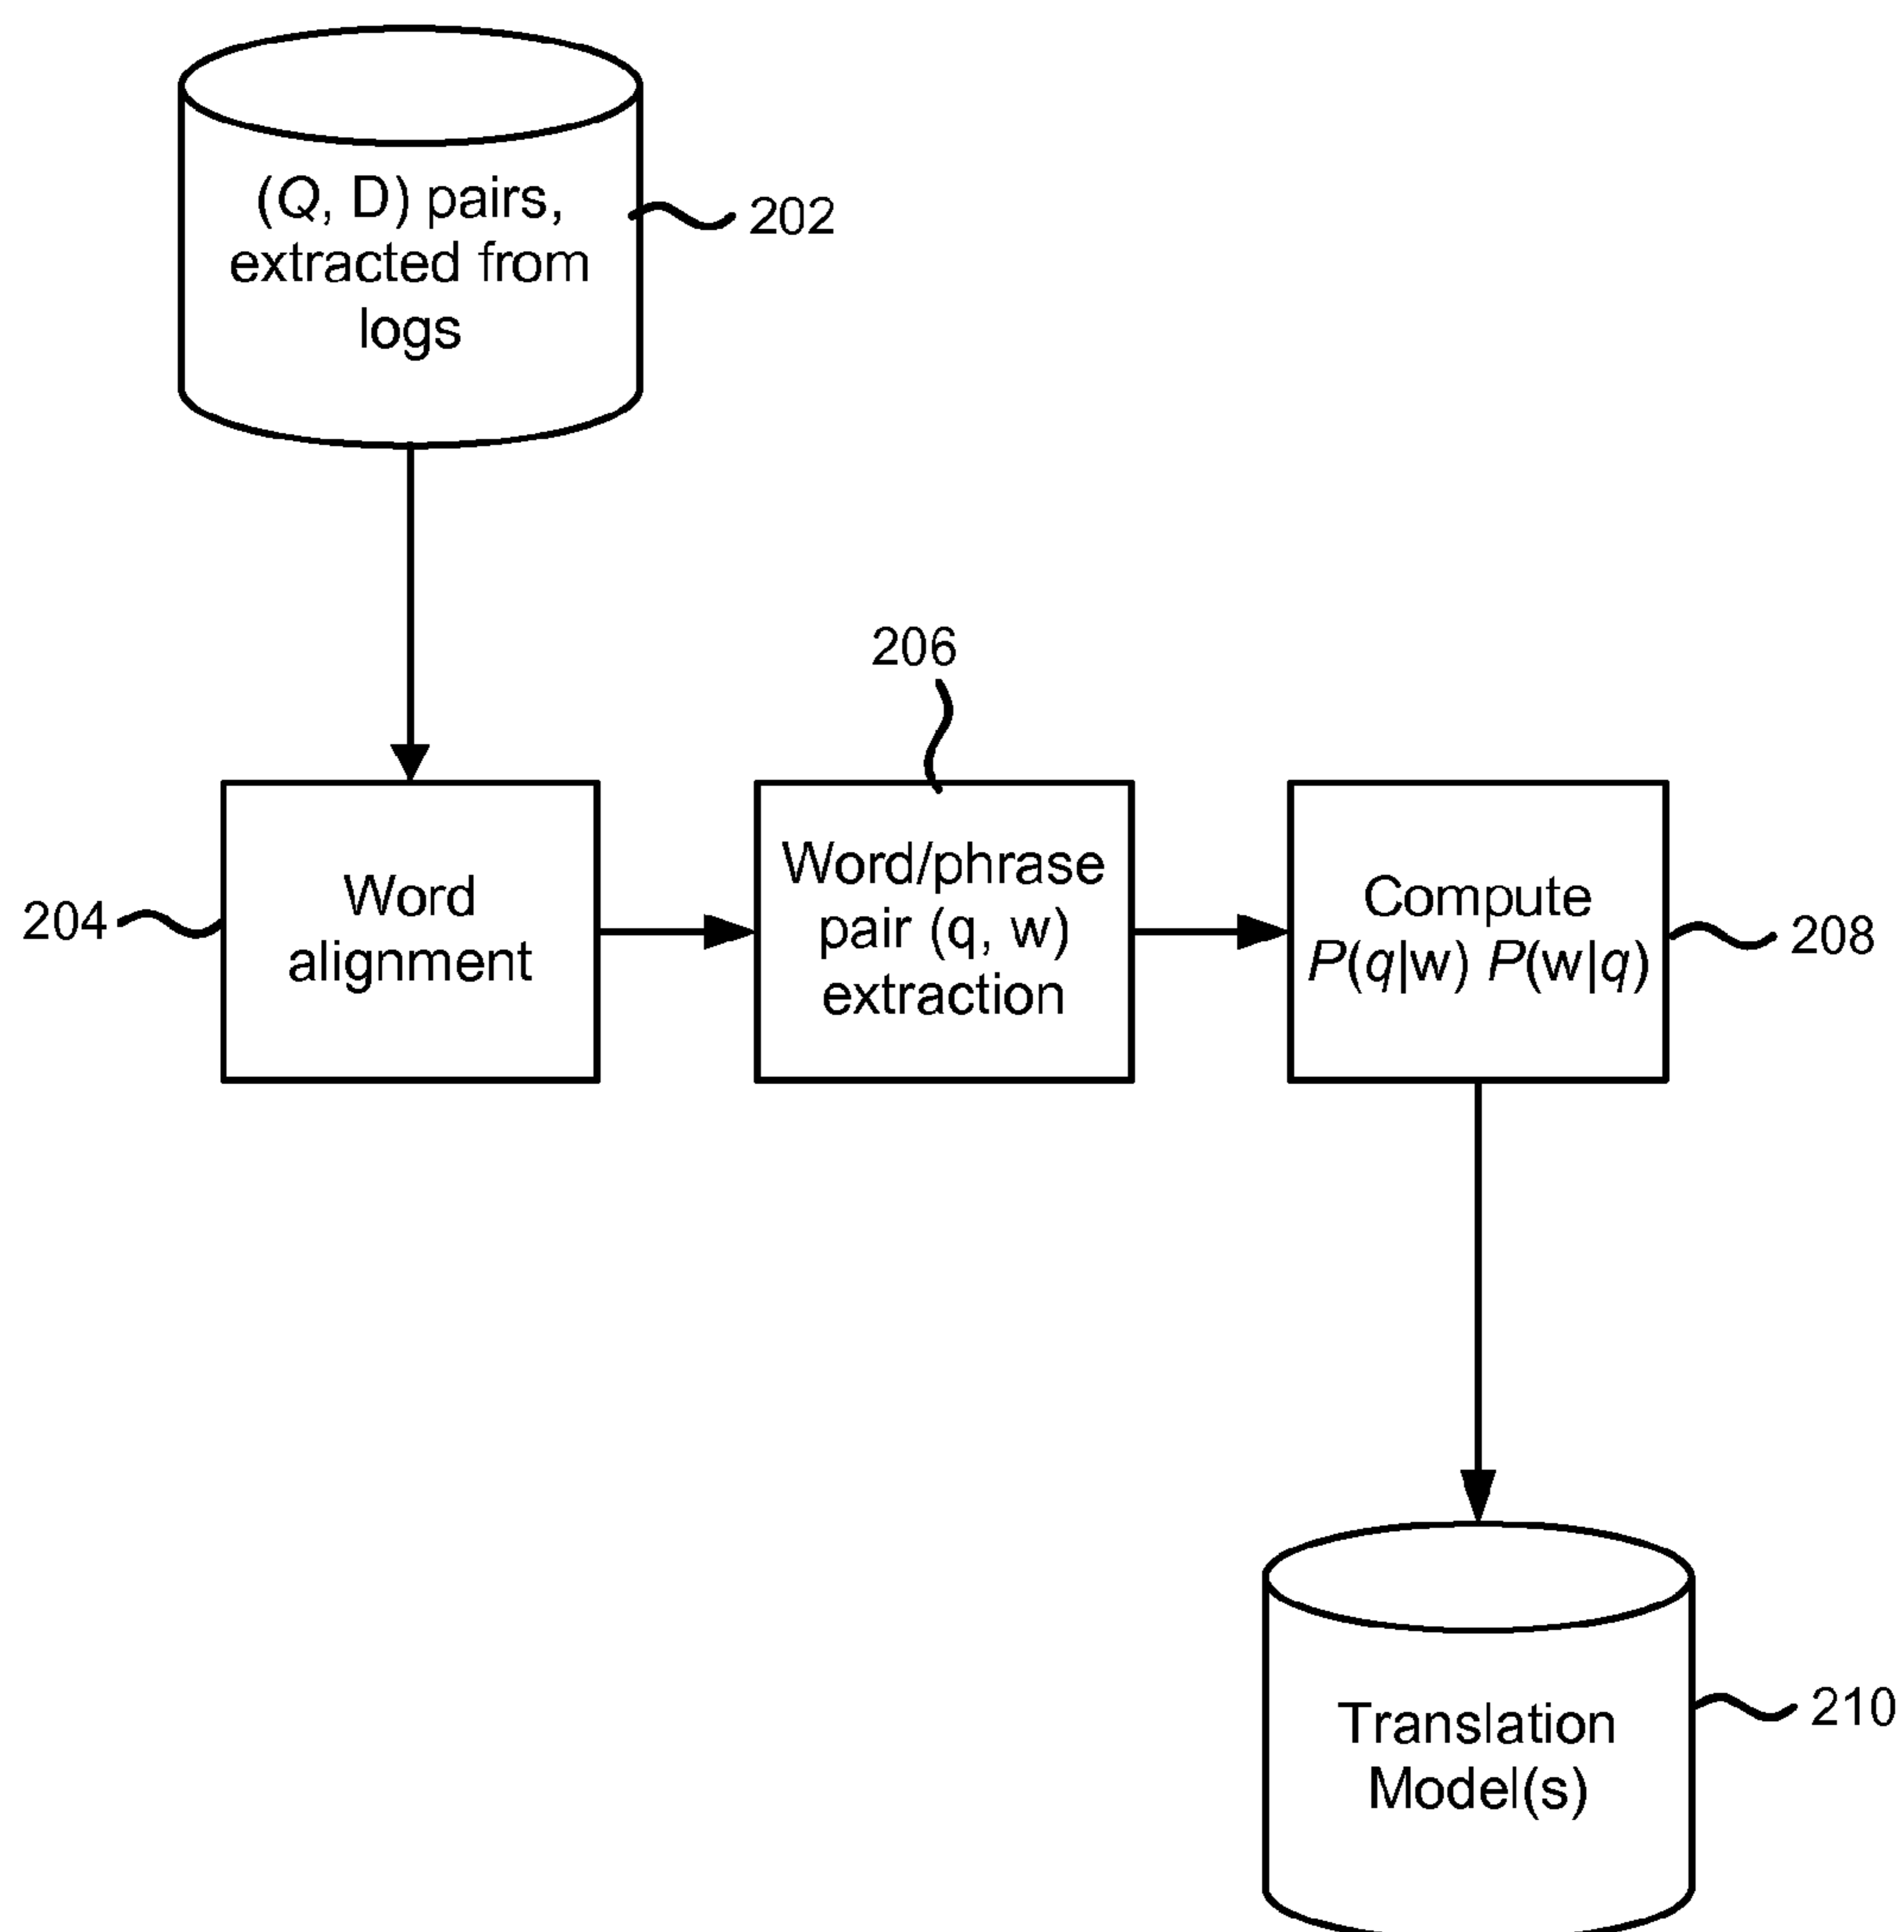 (Q, D) pairs,
extracted from
logs
202
206
204
Word
alignment
Word/phrase
pair (q, w)
extraction
Compute
P(q|w) P(w|q)
208
Translation
Model(s)
210